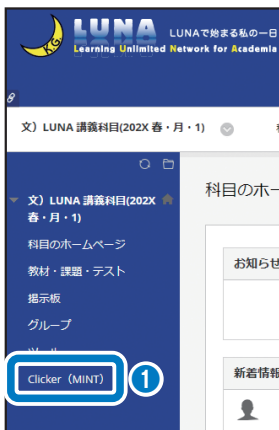 LUNA LUNAで始まる私の一日
Learning Unlimited Network for Academia
K.G.
文）LUNA 講義科目(202X 春・月・1)
文）LUNA 講義科目(202X
春・月・1)
科目のホー
科目のホームページ
教材・課題・テスト
お知らせ
掲示板
グループ
Clicker（MINT）
1
新着情報